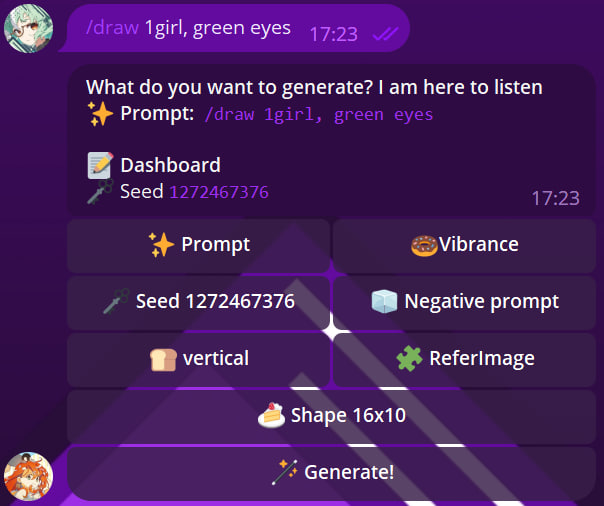 /draw 1girl, green eyes 17:23
What do you want to generate? I am here to listen
✨ Prompt: /draw 1girl, green eyes
📝 Dashboard
🗝 Seed 1272467376
17:23
✨ Prompt
🍩Vibrance
🗝 Seed 1272467376
🧊 Negative prompt
🍞 vertical
🧩 ReferImage
🍰 Shape 16x10
🪄 Generate!